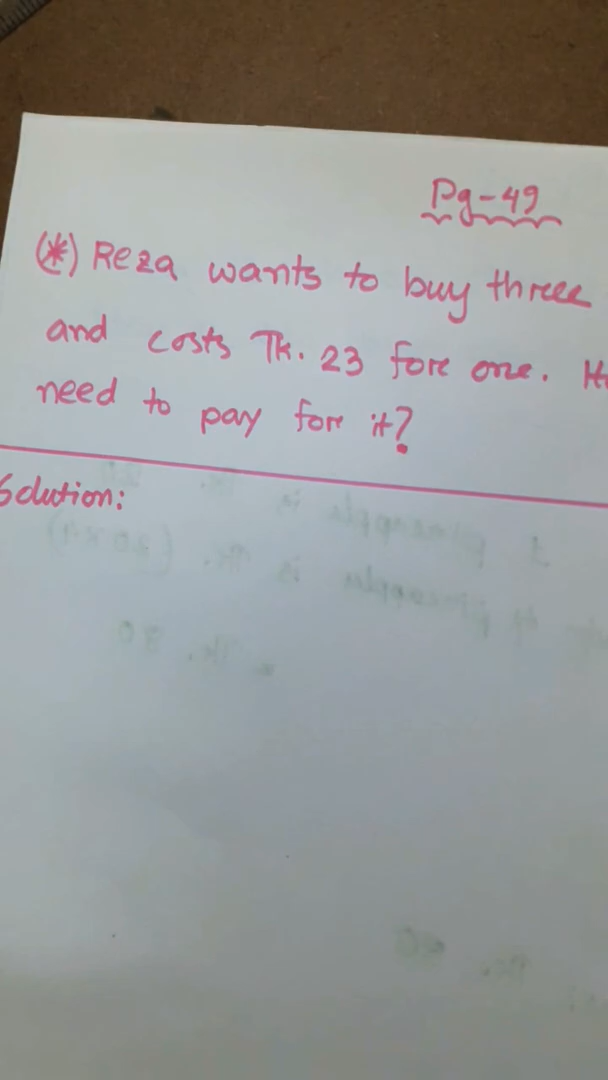 Pg-49
(*) Reza wants to buy three
and costs Tk. 23 for one. H
need to pay for it?
Solution: